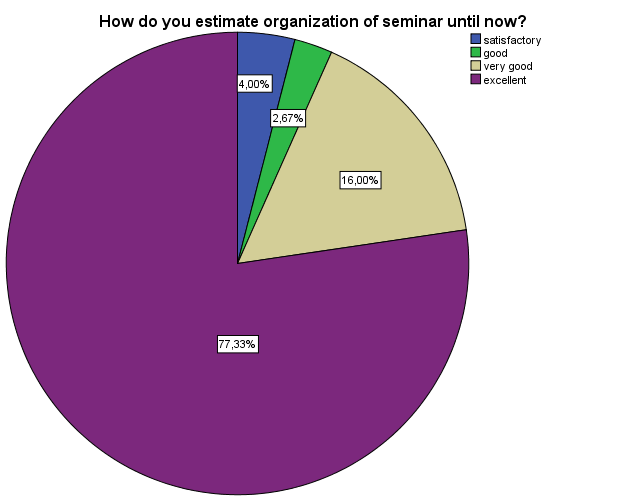 How do you estimate organization of seminar until now?
satisfactory
good
very good
excellent
4,00%
2,67%
16,00%
77,33%